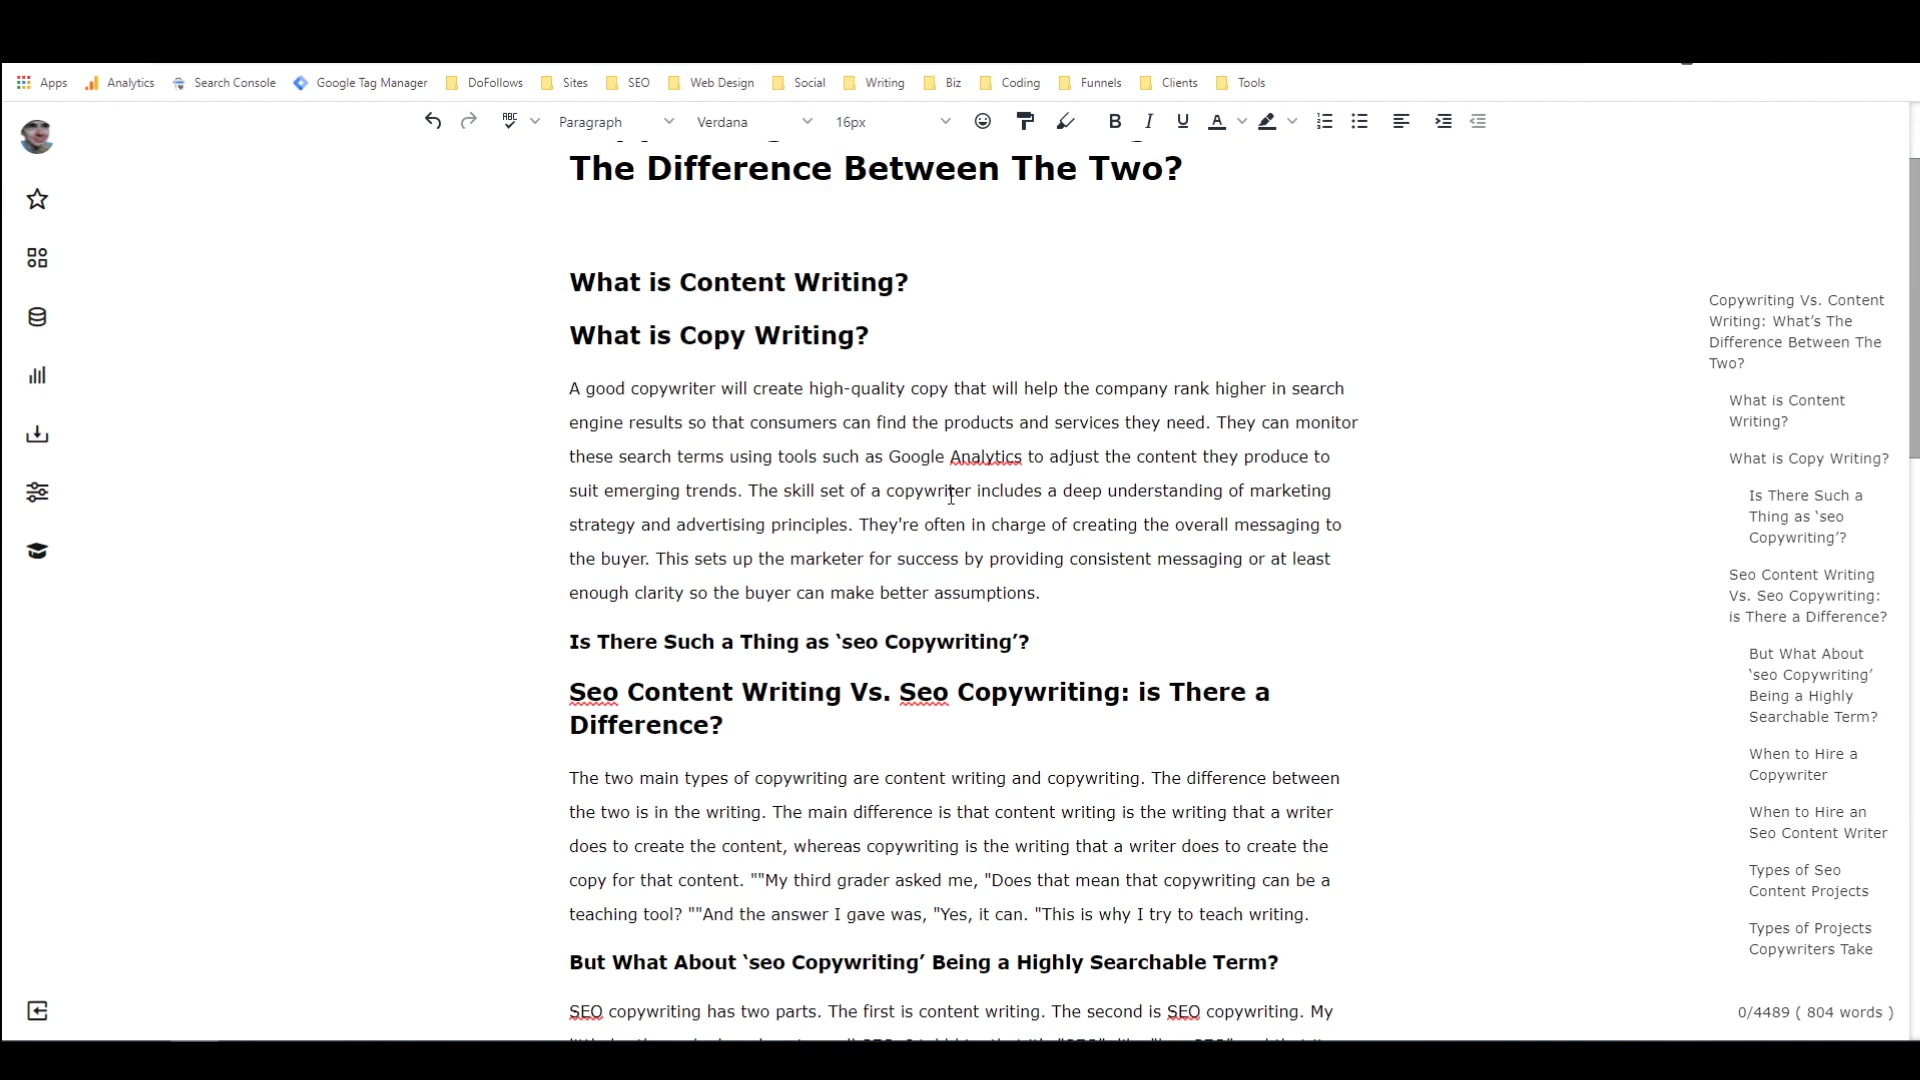 Apps Analytics Search Console Google Tag Manager DoFollows Sites SEO Web Design Social Writing Biz Coding Funnels Clients Tools
ABC Paragraph Verdana 16px B I U A
The Difference Between The Two?
What is Content Writing?
What is Copy Writing?
A good copywriter will create high-quality copy that will help the company rank higher in search
engine results so that consumers can find the products and services they need. They can monitor
these search terms using tools such as Google Analytics to adjust the content they produce to
suit emerging trends. The skill set of a copywriter includes a deep understanding of marketing
strategy and advertising principles. They're often in charge of creating the overall messaging to
the buyer. This sets up the marketer for success by providing consistent messaging or at least
enough clarity so the buyer can make better assumptions.
Is There Such a Thing as ‘seo Copywriting’?
Seo Content Writing Vs. Seo Copywriting: is There a
Difference?
The two main types of copywriting are content writing and copywriting. The difference between
the two is in the writing. The main difference is that content writing is the writing that a writer
does to create the content, whereas copywriting is the writing that a writer does to create the
copy for that content. ""My third grader asked me, "Does that mean that copywriting can be a
teaching tool? ""And the answer I gave was, "Yes, it can. "This is why I try to teach writing.
But What About ‘seo Copywriting’ Being a Highly Searchable Term?
SEO copywriting has two parts. The first is content writing. The second is SEO copywriting. My
Copywriting Vs. Content
Writing: What’s The
Difference Between The
Two?
What is Content
Writing?
What is Copy Writing?
Is There Such a
Thing as ‘seo
Copywriting’?
Seo Content Writing
Vs. Seo Copywriting:
is There a Difference?
But What About
‘seo Copywriting’
Being a Highly
Searchable Term?
When to Hire a
Copywriter
When to Hire an
Seo Content Writer
Types of Seo
Content Projects
Types of Projects
Copywriters Take
0/4489 ( 804 words )